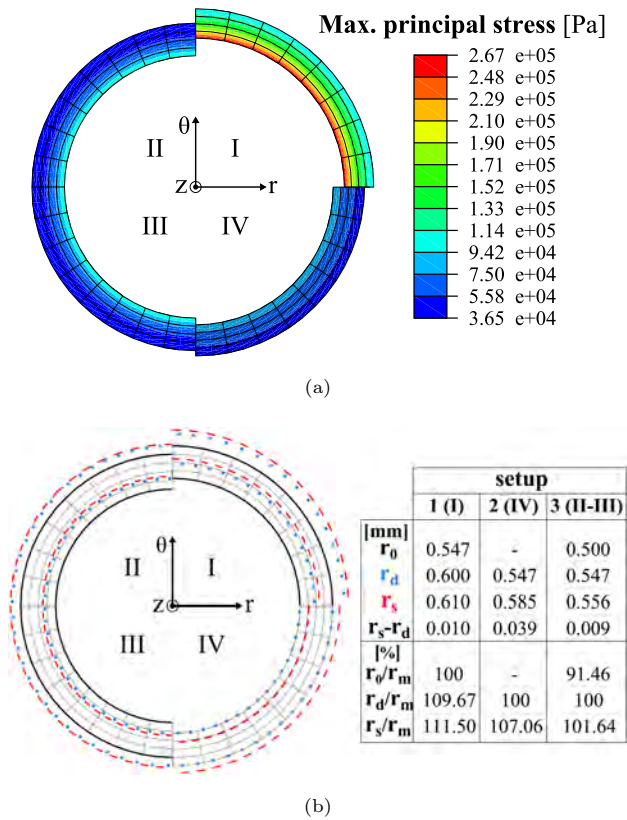 Max. principal stress [Pa]
2.67 e+05
2.48 e+05
2.29 e+05
2.10 e+05
1.90 e+05
1.71 e+05
1.52 e+05
1.33 e+05
1.14 e+05
9.42 e+04
7.50 e+04
5.58 e+04
3.65 e+04
θ
II I
z r
III IV
(a)
θ
II I
z r
III IV
setup
1 (I) 2 (IV) 3 (II-III)
[mm]
r0 0.547 - 0.500
rd 0.600 0.547 0.547
rs 0.610 0.585 0.556
rs-rd 0.010 0.039 0.009
[%]
r0/rm 100 - 91.46
rd/rm 109.67 100 100
rs/rm 111.50 107.06 101.64
(b)